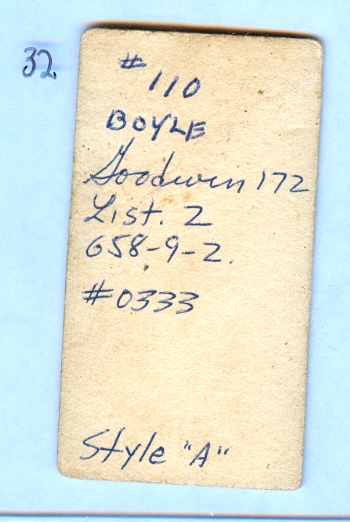 32
#110
BOYLE
Goodwin 172
List. 2
658-9-2.
#0333
Style "A"